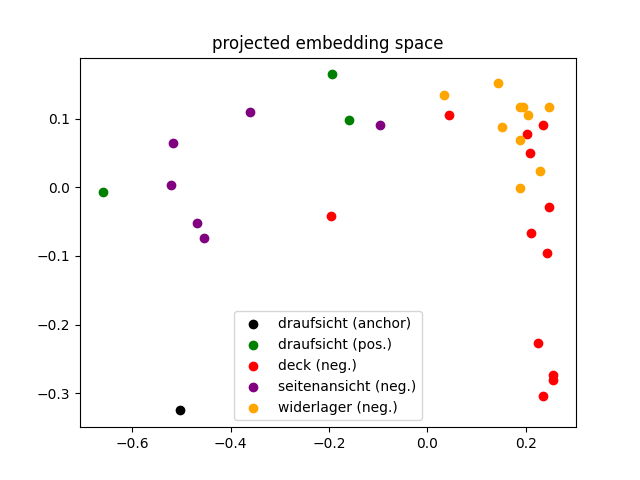 projected embedding space
0.1
0.0
−0.1
−0.2
−0.3
draufsicht (anchor)
draufsicht (pos.)
deck (neg.)
seitenansicht (neg.)
widerlager (neg.)
−0.6
−0.4
−0.2
0.0
0.2